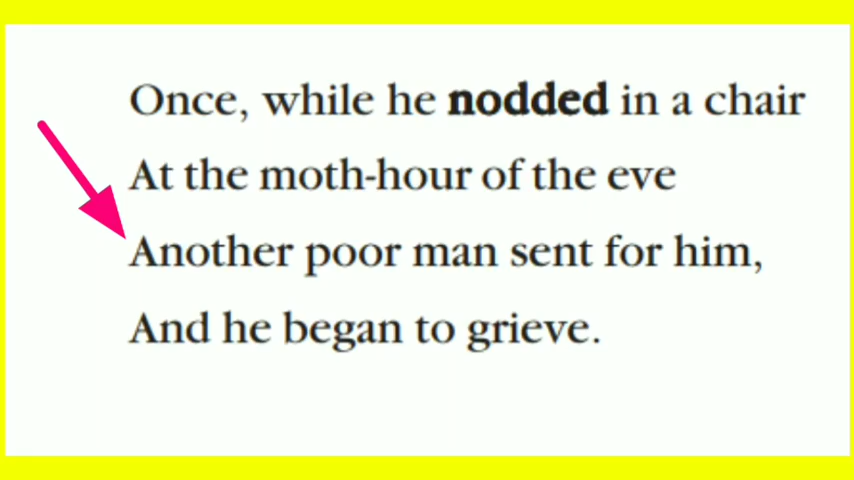 Once, while he nodded in a chair
At the moth-hour of the eve
Another poor man sent for him,
And he began to grieve.